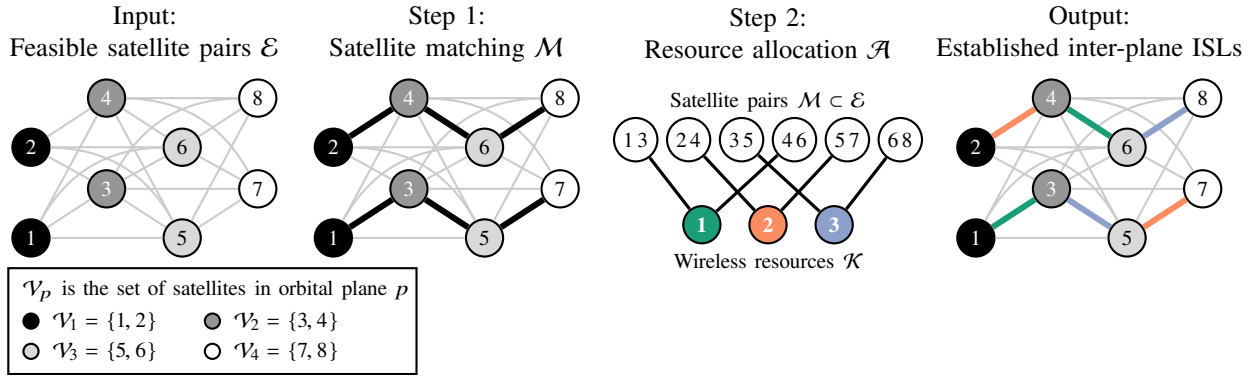 Input:
Feasible satellite pairs ℰ
4
8
2
6
3
7
1
5
𝒱p is the set of satellites in orbital plane p
𝒱1 = {1, 2}
𝒱2 = {3, 4}
𝒱3 = {5, 6}
𝒱4 = {7, 8}
Step 1:
Satellite matching ℳ
4
8
2
6
3
7
1
5
Step 2:
Resource allocation 𝒜
Satellite pairs ℳ ⊂ ℰ
1 3
2 4
3 5
4 6
5 7
6 8
1
2
3
Wireless resources 𝒦
Output:
Established inter-plane ISLs
4
8
2
6
3
7
1
5